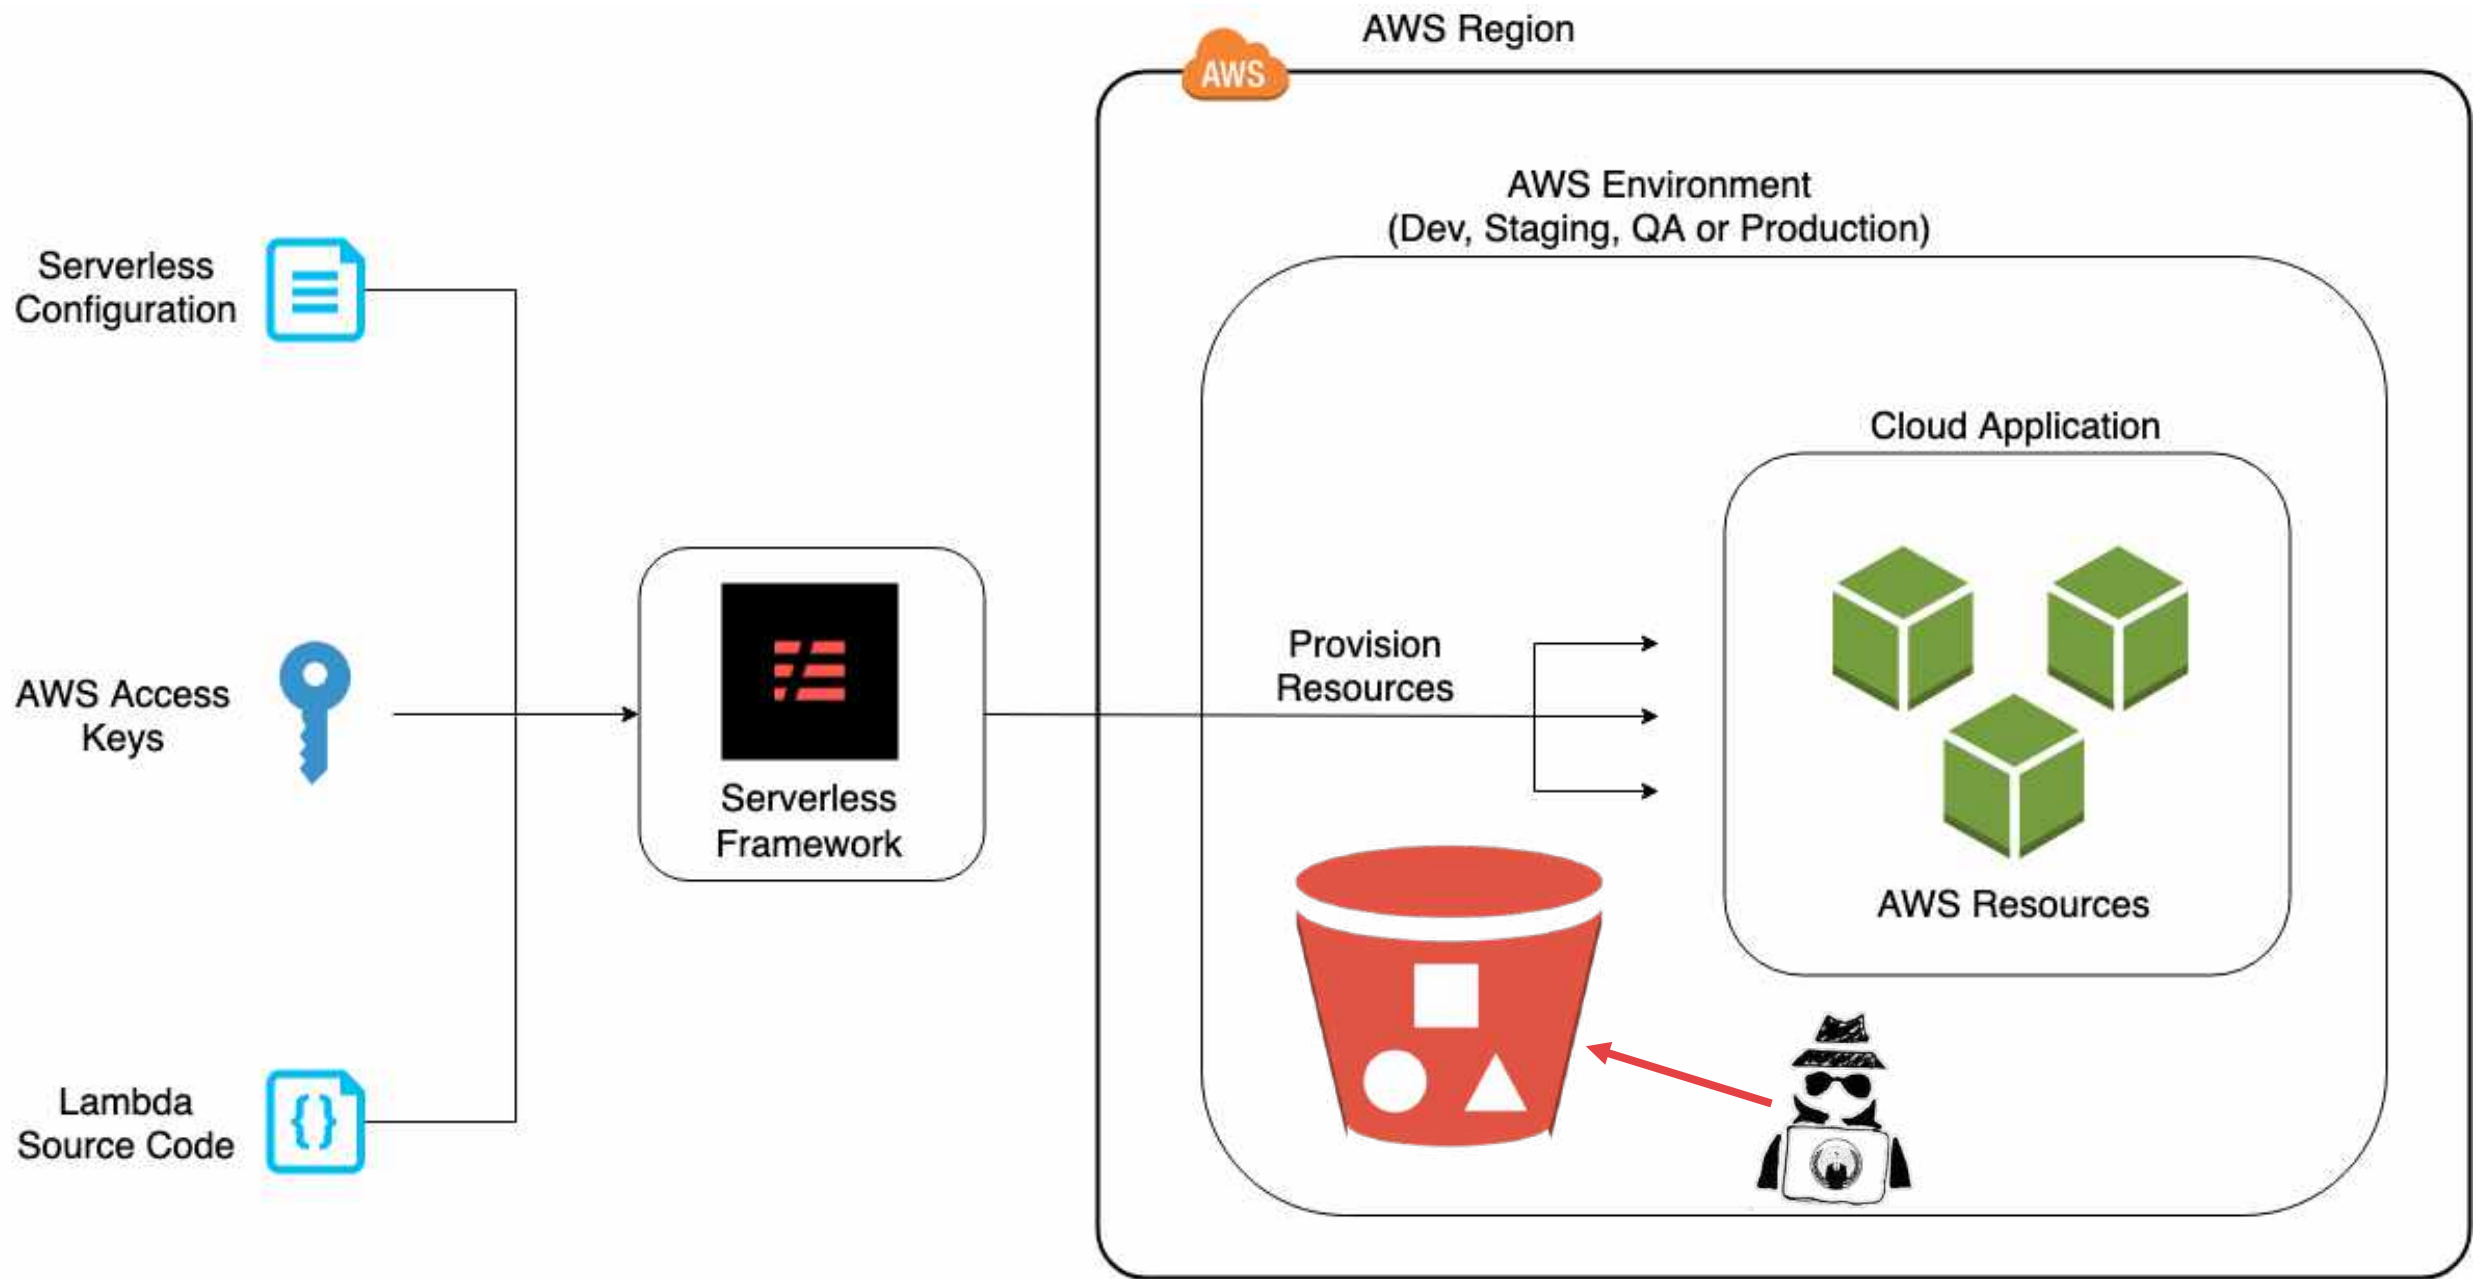 AWS Region
AWS
AWS Environment
(Dev, Staging, QA or Production)
Serverless
Configuration
Cloud Application
AWS Access
Keys
Provision
Resources
Serverless
Framework
AWS Resources
Lambda
Source Code
{}